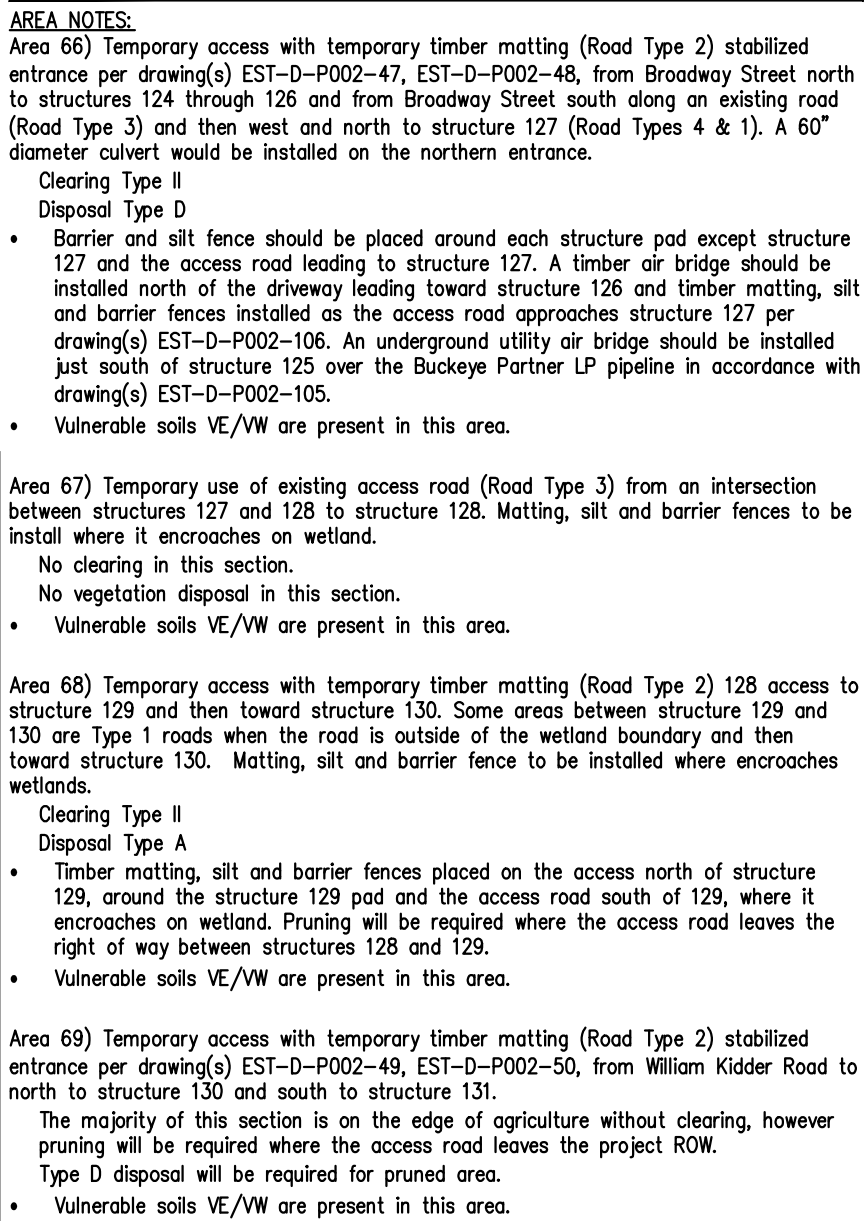 AREA NOTES:
Area 66) Temporary access with temporary timber matting (Road Type 2) stabilized
entrance per drawing(s) EST-D-P002-47, EST-D-P002-48, from Broadway Street north
to structures 124 through 126 and from Broadway Street south along an existing road
(Road Type 3) and then west and north to structure 127 (Road Types 4 & 1). A 60"
diameter culvert would be installed on the northern entrance.
Clearing Type II
Disposal Type D
• Barrier and silt fence should be placed around each structure pad except structure
127 and the access road leading to structure 127. A timber air bridge should be
installed north of the driveway leading toward structure 126 and timber matting, silt
and barrier fences installed as the access road approaches structure 127 per
drawing(s) EST-D-P002-106. An underground utility air bridge should be installed
just south of structure 125 over the Buckeye Partner LP pipeline in accordance with
drawing(s) EST-D-P002-105.
• Vulnerable soils VE/VW are present in this area.
Area 67) Temporary use of existing access road (Road Type 3) from an intersection
between structures 127 and 128 to structure 128. Matting, silt and barrier fences to be
install where it encroaches on wetland.
No clearing in this section.
No vegetation disposal in this section.
• Vulnerable soils VE/VW are present in this area.
Area 68) Temporary access with temporary timber matting (Road Type 2) 128 access to
structure 129 and then toward structure 130. Some areas between structure 129 and
130 are Type 1 roads when the road is outside of the wetland boundary and then
toward structure 130. Matting, silt and barrier fence to be installed where encroaches
wetlands.
Clearing Type II
Disposal Type A
• Timber matting, silt and barrier fences placed on the access north of structure
129, around the structure 129 pad and the access road south of 129, where it
encroaches on wetland. Pruning will be required where the access road leaves the
right of way between structures 128 and 129.
• Vulnerable soils VE/VW are present in this area.
Area 69) Temporary access with temporary timber matting (Road Type 2) stabilized
entrance per drawing(s) EST-D-P002-49, EST-D-P002-50, from William Kidder Road to
north to structure 130 and south to structure 131.
The majority of this section is on the edge of agriculture without clearing, however
pruning will be required where the access road leaves the project ROW.
Type D disposal will be required for pruned area.
• Vulnerable soils VE/VW are present in this area.